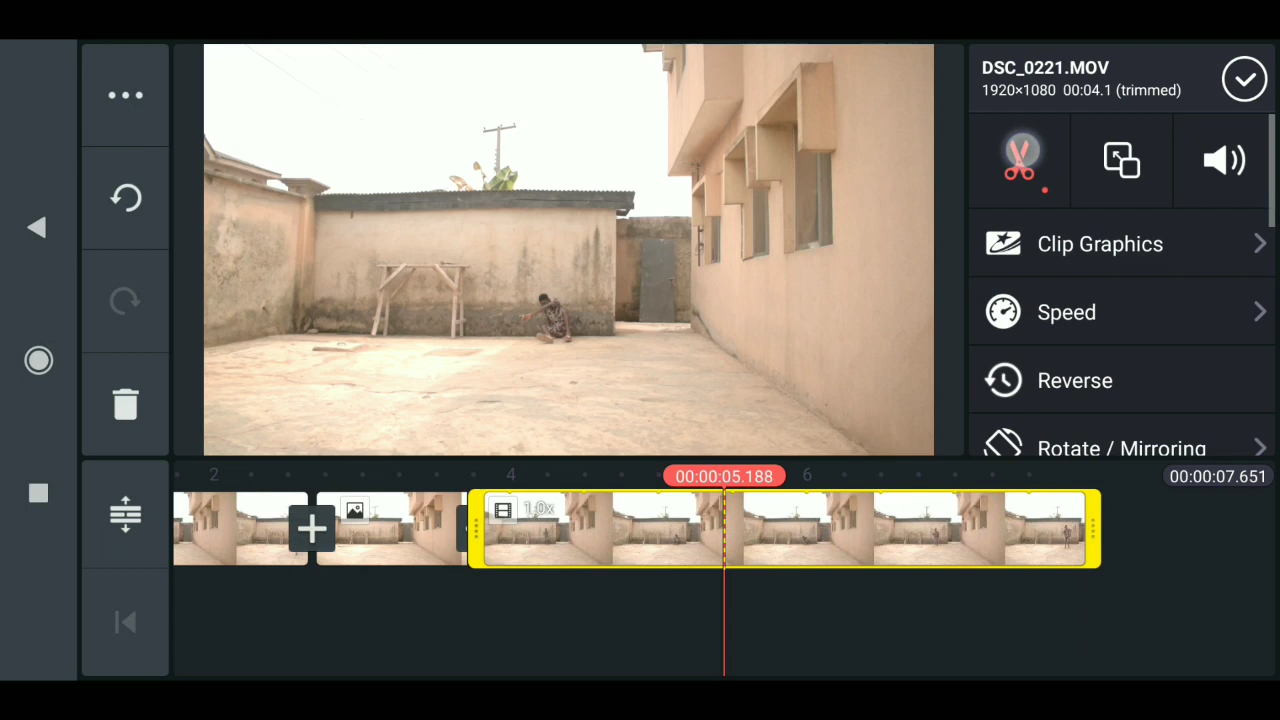 DSC_0221.MOV
1920×1080 00:04.1 (trimmed)
Clip Graphics
Speed
Reverse
Rotate / Mirroring
2
4
00:00:05.188
6
00:00:07.651
1.0x